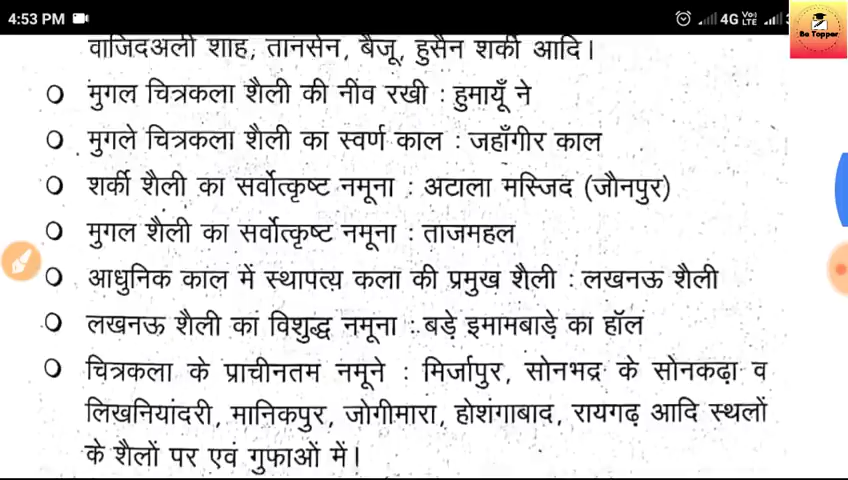 4:53 PM
4G VoI LTE
Be Topper
वाजिदअली शाह, तानसेन, बैजू, हुसैन शर्की आदि।
मुगल चित्रकला शैली की नींव रखी : हुमायूँ ने
मुगले चित्रकला शैली का स्वर्ण काल : जहाँगीर काल
शर्की शैली का सर्वोत्कृष्ट नमूना : अटाला मस्जिद (जौनपुर)
मुगल शैली का सर्वोत्कृष्ट नमूना : ताजमहल
आधुनिक काल में स्थापत्य कला की प्रमुख शैली : लखनऊ शैली
लखनऊ शैली का विशुद्ध नमूना : बड़े इमामबाड़े का हॉल
चित्रकला के प्राचीनतम नमूने : मिर्जापुर, सोनभद्र के सोनकढ़ा व
लिखनियांदरी, मानिकपुर, जोगीमारा, होशंगाबाद, रायगढ़ आदि स्थलों
के शैलों पर एवं गुफाओं में।